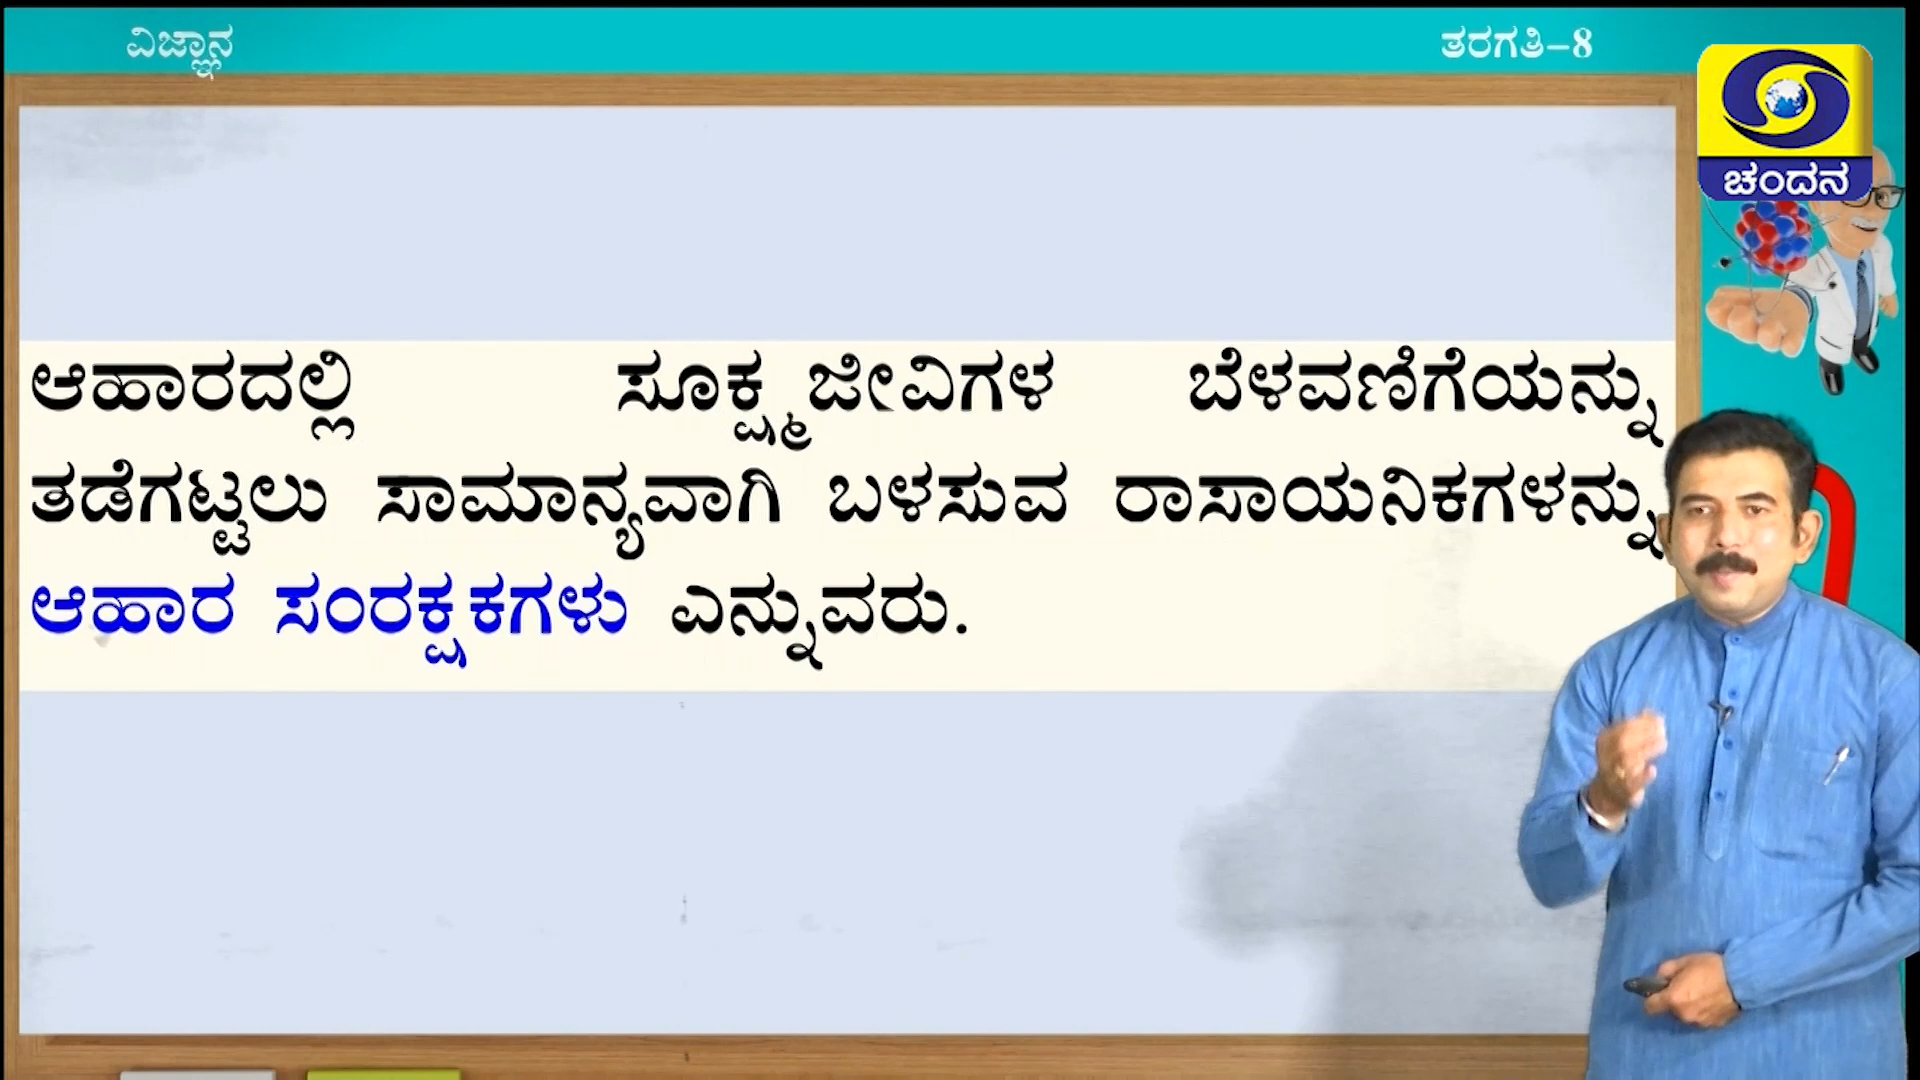 ವಿಜ್ಞಾನ
ತರಗತಿ–8
ಚಂದನ
ಆಹಾರದಲ್ಲಿ ಸೂಕ್ಷ್ಮಜೀವಿಗಳ ಬೆಳವಣಿಗೆಯನ್ನು
ತಡೆಗಟ್ಟಲು ಸಾಮಾನ್ಯವಾಗಿ ಬಳಸುವ ರಾಸಾಯನಿಕಗಳನ್ನು
ಆಹಾರ ಸಂರಕ್ಷಕಗಳು ಎನ್ನುವರು.